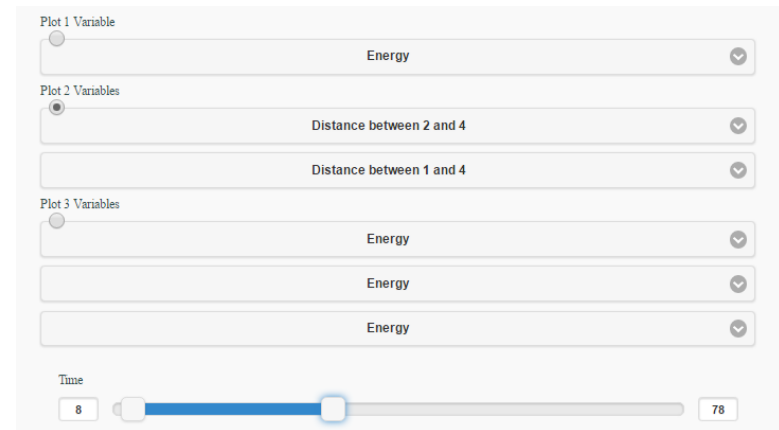 Plot 1 Variable
Energy
Plot 2 Variables
Distance between 2 and 4
Distance between 1 and 4
Plot 3 Variables
Energy
Energy
Energy
Time
8 78